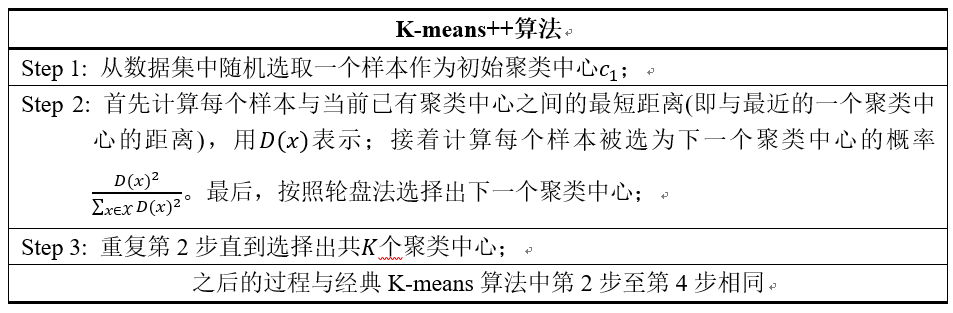 K-means++算法
Step 1: 从数据集中随机选取一个样本作为初始聚类中心c₁；
Step 2: 首先计算每个样本与当前已有聚类中心之间的最短距离(即与最近的一个聚类中
心的距离)，用D(x)表示；接着计算每个样本被选为下一个聚类中心的概率
D(x)²/∑x∈X D(x)²。最后，按照轮盘法选择出下一个聚类中心；
Step 3: 重复第 2 步直到选择出共K个聚类中心；
之后的过程与经典 K-means 算法中第 2 步至第 4 步相同